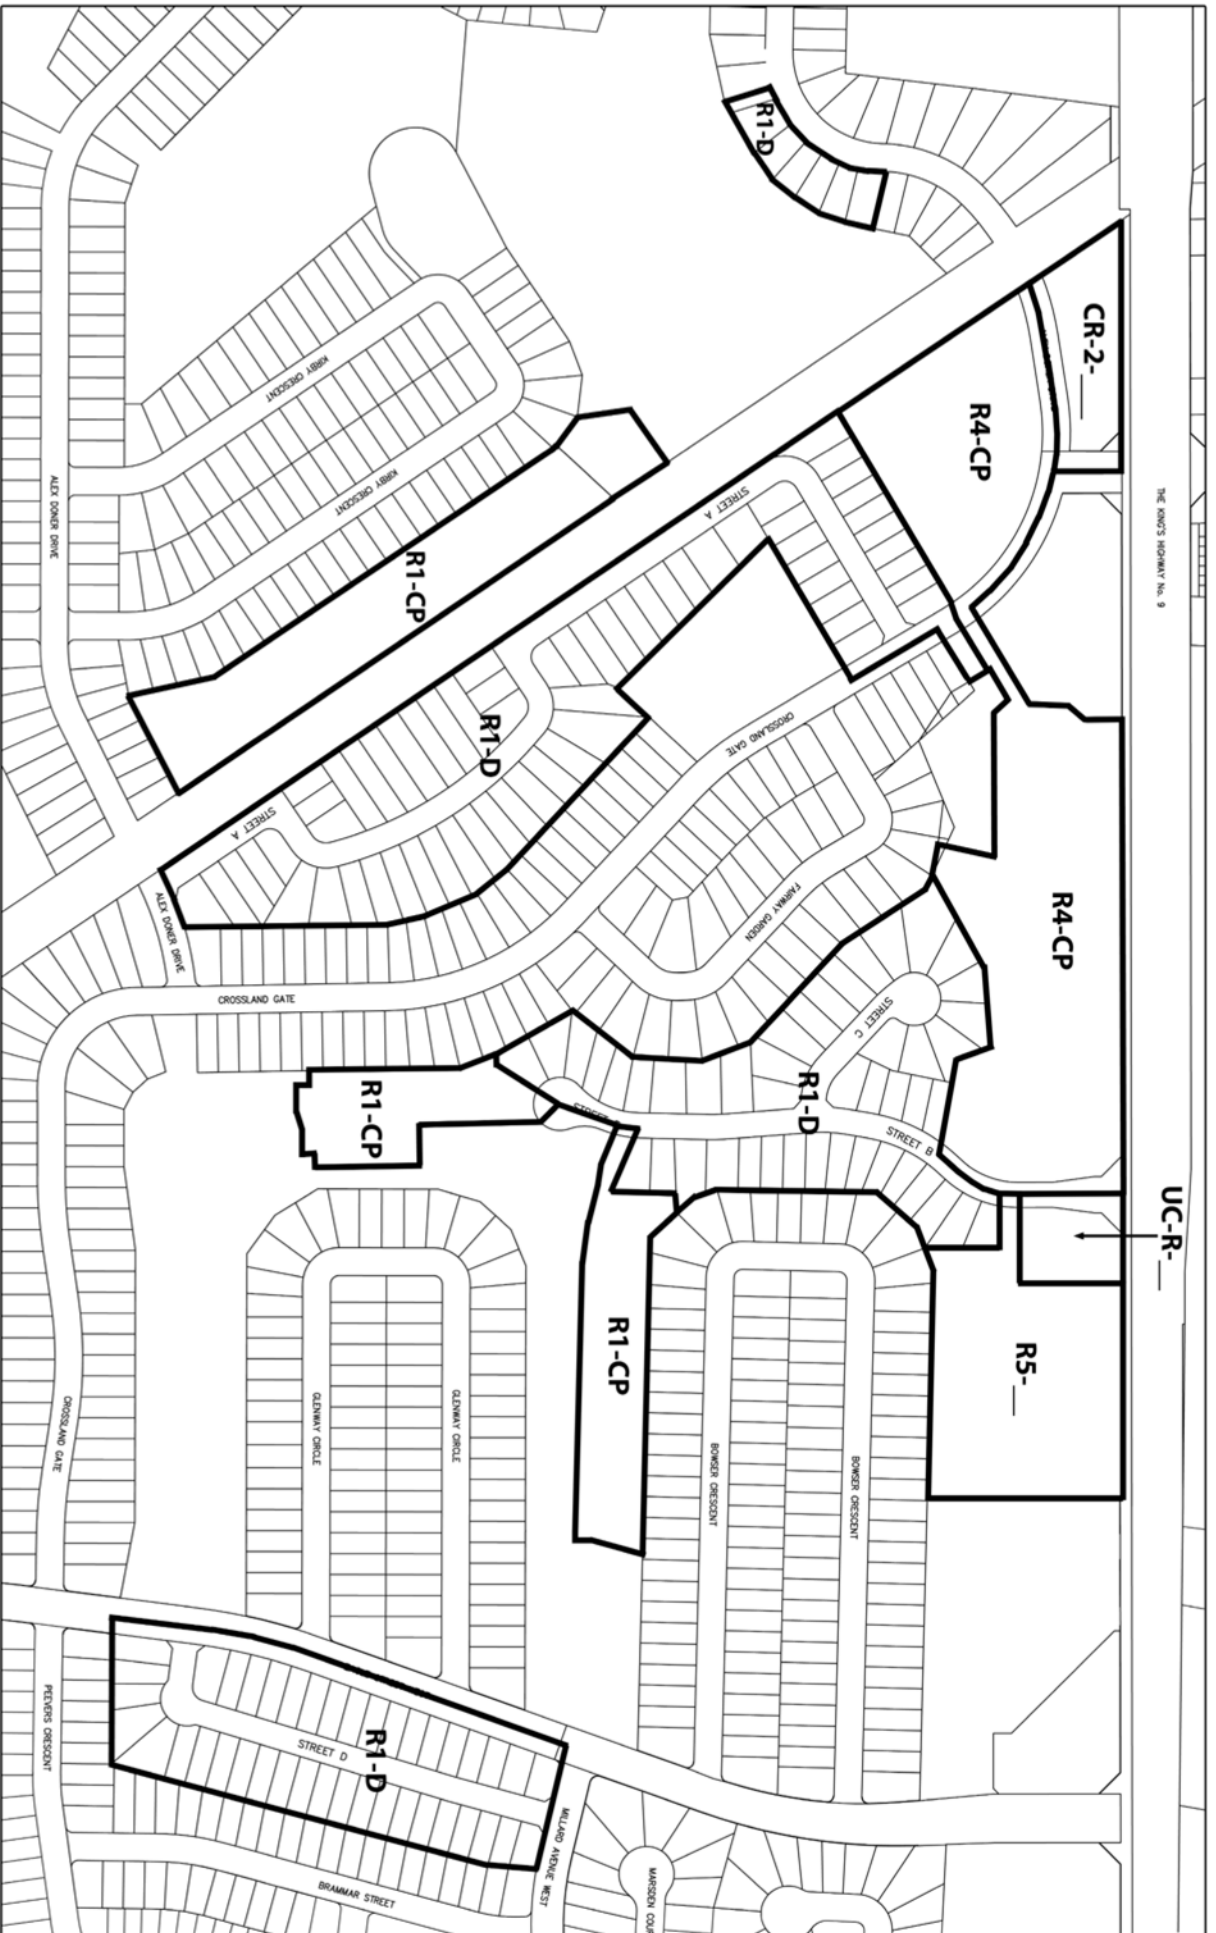 R1-D
CR-2-__
R4-CP
THE KING'S HIGHWAY No. 9
KIRBY CRESCENT
KIRBY CRESCENT
ALEX DONER DRIVE
STREET A
R1-CP
R1-D
CROSSLAND GATE
STREET A
FAIRWAY GARDEN
R4-CP
ALEX DONER DRIVE
CROSSLAND GATE
STREET C
R1-CP
STREET
R1-D
STREET B
UC-R-__
R1-CP
R5-__
CROSSLAND GATE
GLENWAY CIRCLE
GLENWAY CIRCLE
BOWSER CRESCENT
BOWSER CRESCENT
PEEVERS CRESCENT
STREET D
R1-D
MILLARD AVENUE WEST
BRAMMAR STREET
MARSDEN COUR